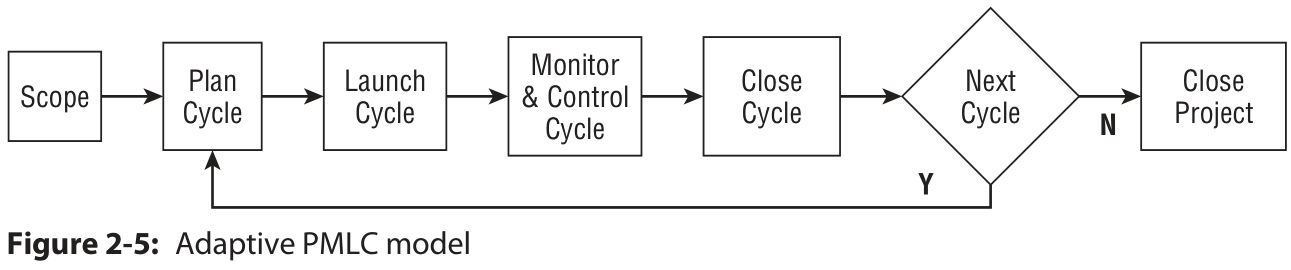 Scope
Plan
Cycle
Launch
Cycle
Monitor
& Control
Cycle
Close
Cycle
Next
Cycle
N
Close
Project
Y
Figure 2-5: Adaptive PMLC model